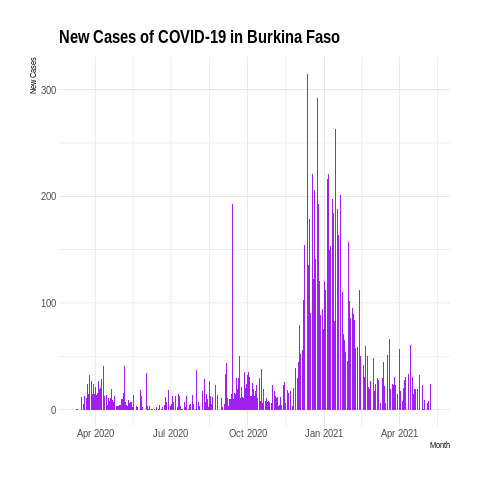 New Cases of COVID-19 in Burkina Faso
New Cases
300
200
100
0
Apr 2020 Jul 2020 Oct 2020 Jan 2021 Apr 2021
Month